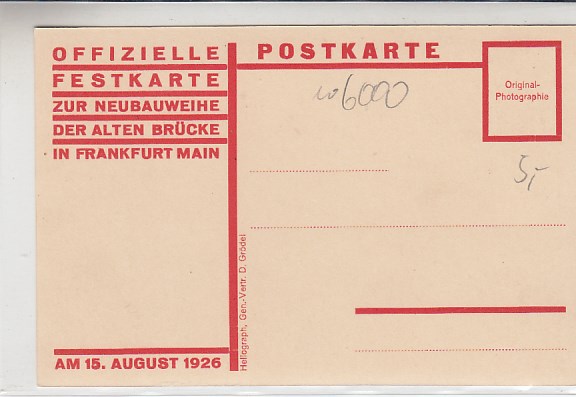 OFFIZIELLE
FESTKARTE
ZUR NEUBAUWEIHE
DER ALTEN BRÜCKE
IN FRANKFURT MAIN
AM 15. AUGUST 1926
POSTKARTE
6000
Original-
Photographie
5,-
Heliograph, Gen.-Vertr. D. Grödel